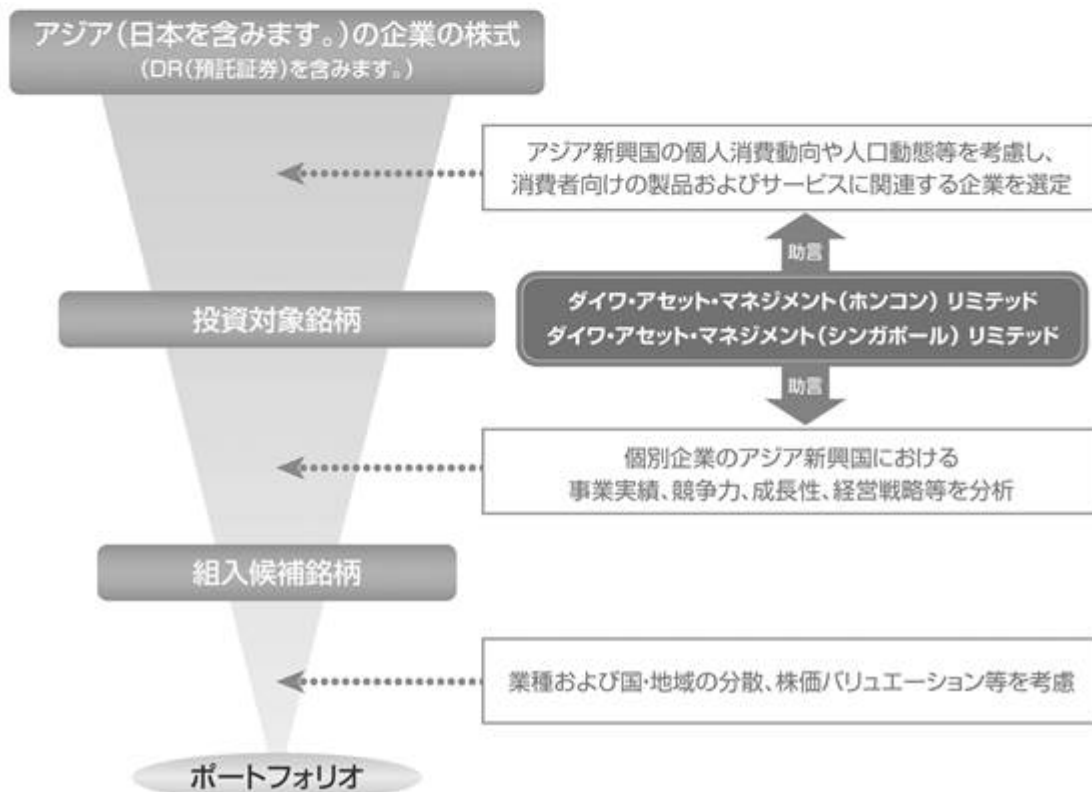 アジア(日本を含みます。)の企業の株式
(DR(預託証券)を含みます。)
アジア新興国の個人消費動向や人口動態等を考慮し、
消費者向けの製品およびサービスに関連する企業を選定
助言
投資対象銘柄
ダイワ・アセット・マネジメント(ホンコン) リミテッド
ダイワ・アセット・マネジメント(シンガポール) リミテッド
助言
個別企業のアジア新興国における
事業実績、競争力、成長性、経営戦略等を分析
組入候補銘柄
業種および国・地域の分散、株価バリュエーション等を考慮
ポートフォリオ